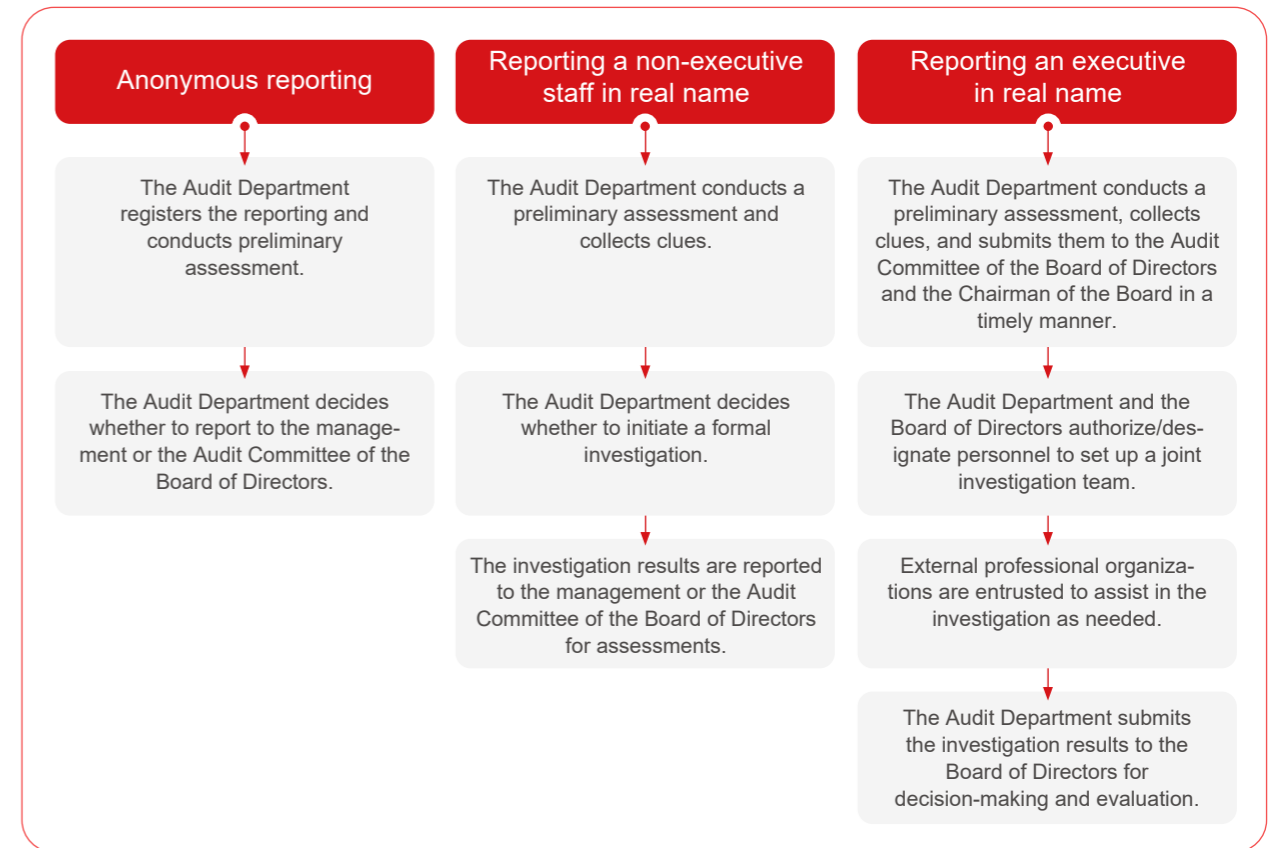 Anonymous reporting
The Audit Department
registers the reporting and
conducts preliminary
assessment.
The Audit Department decides
whether to report to the manage-
ment or the Audit Committee of the
Board of Directors.
Reporting a non-executive
staff in real name
The Audit Department conducts a
preliminary assessment and
collects clues.
The Audit Department decides
whether to initiate a formal
investigation.
The investigation results are reported
to the management or the Audit
Committee of the Board of Directors
for assessments.
Reporting an executive
in real name
The Audit Department conducts a
preliminary assessment, collects
clues, and submits them to the Audit
Committee of the Board of Directors
and the Chairman of the Board in a
timely manner.
The Audit Department and the
Board of Directors authorize/des-
ignate personnel to set up a joint
investigation team.
External professional organiza-
tions are entrusted to assist in the
investigation as needed.
The Audit Department submits
the investigation results to the
Board of Directors for
decision-making and evaluation.